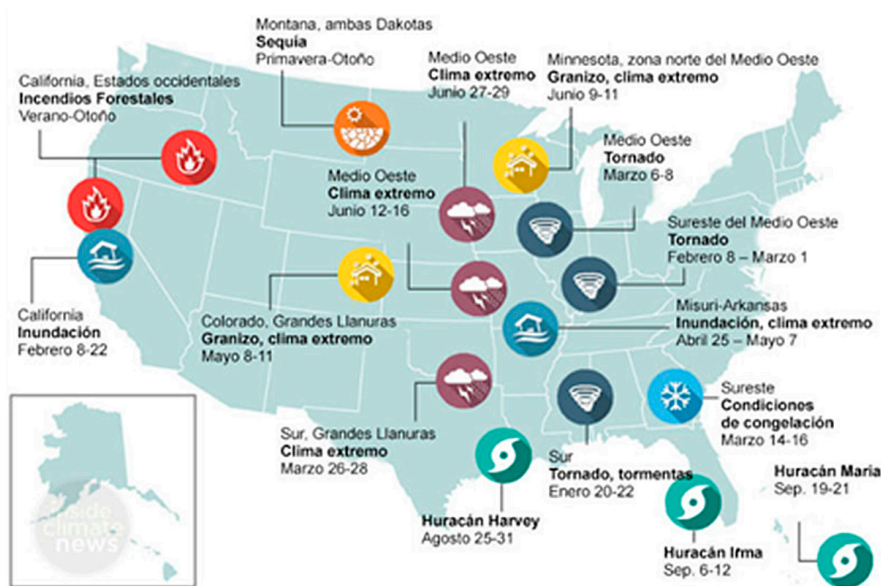 Montana, ambas Dakotas
Sequía
Primavera-Otoño
California, Estados occidentales
Incendios Forestales
Verano-Otoño
Medio Oeste
Clima extremo
Junio 27-29
Minnesota, zona norte del Medio Oeste
Granizo, clima extremo
Junio 9-11
Medio Oeste
Tornado
Marzo 6-8
Medio Oeste
Clima extremo
Junio 12-16
Sureste del Medio Oeste
Tornado
Febrero 8 – Marzo 1
California
Inundación
Febrero 8-22
Colorado, Grandes Llanuras
Granizo, clima extremo
Mayo 8-11
Misuri-Arkansas
Inundación, clima extremo
Abril 25 – Mayo 7
Sureste
Condiciones
de congelación
Marzo 14-16
Sur, Grandes Llanuras
Clima extremo
Marzo 26-28
Sur
Tornado, tormentas
Enero 20-22
Huracán Harvey
Agosto 25-31
Huracán Irma
Sep. 6-12
Huracán Maria
Sep. 19-21
inside
climate
news